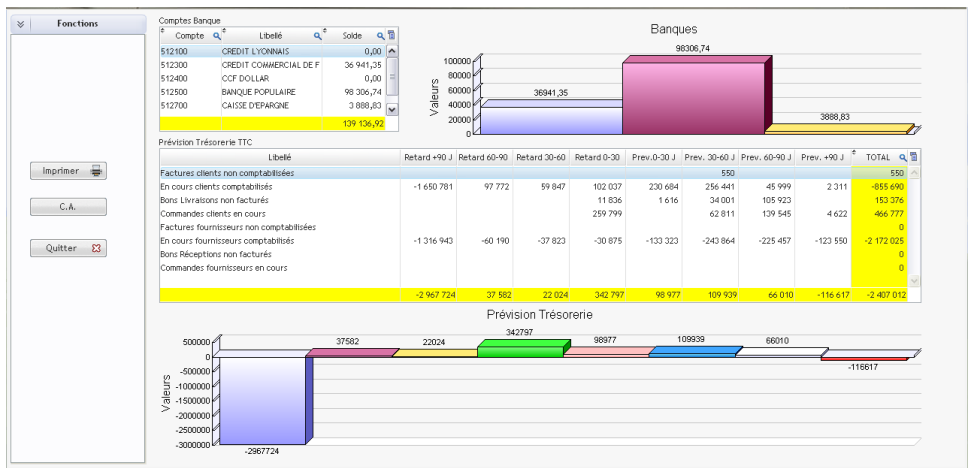 Fonctions
Imprimer
C.A.
Quitter
Comptes Banque
Compte Libellé Solde
512100 CREDIT LYONNAIS 0,00
512300 CREDIT COMMERCIAL DE F 36 941,35
512400 CCF DOLLAR 0,00
512500 BANQUE POPULAIRE 98 306,74
512700 CAISSE D'EPARGNE 3 888,83
139 136,92
Banques
Valeurs
100000
80000
60000
40000
20000
0
36941,35
98306,74
3888,83
Prévision Trésorerie TTC
Libellé Retard +90 J Retard 60-90 Retard 30-60 Retard 0-30 Prev.0-30 J Prev. 30-60 J Prev. 60-90 J Prev. +90 J TOTAL
Factures clients non comptabilisées 550 550
En cours clients comptabilisés -1 650 781 97 772 59 847 102 037 230 684 256 441 45 999 2 311 -855 690
Bons Livraisons non facturés 11 836 1 616 34 001 105 923 153 376
Commandes clients en cours 259 799 62 811 139 545 4 622 466 777
Factures fournisseurs non comptabilisées 0
En cours fournisseurs comptabilisés -1 316 943 -60 190 -37 823 -30 875 -133 323 -243 864 -225 457 -123 550 -2 172 025
Bons Réceptions non facturés 0
Commandes fournisseurs en cours 0
-2 967 724 37 582 22 024 342 797 98 977 109 939 66 010 -116 617 -2 407 012
Prévision Trésorerie
Valeurs
500000
0
-500000
-1000000
-1500000
-2000000
-2500000
-3000000
-2967724
37582
22024
342797
98977
109939
66010
-116617